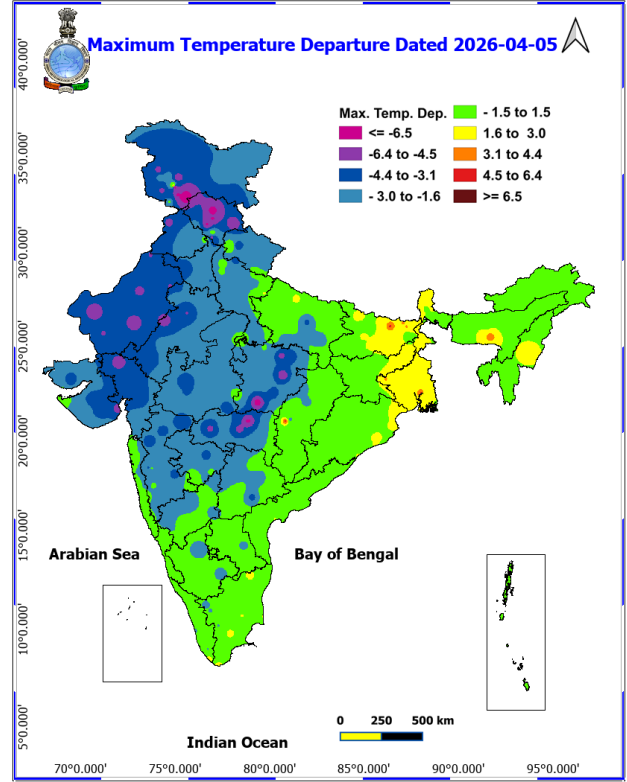 Maximum Temperature Departure Dated 2026-04-05
Max. Temp. Dep.
<= -6.5
-6.4 to -4.5
-4.4 to -3.1
- 3.0 to -1.6
- 1.5 to 1.5
1.6 to 3.0
3.1 to 4.4
4.5 to 6.4
>= 6.5
40°0.000'
35°0.000'
30°0.000'
25°0.000'
20°0.000'
15°0.000'
10°0.000'
5°0.000'
Arabian Sea
Bay of Bengal
Indian Ocean
0 250 500 km
70°0.000' 75°0.000' 80°0.000' 85°0.000' 90°0.000' 95°0.000'